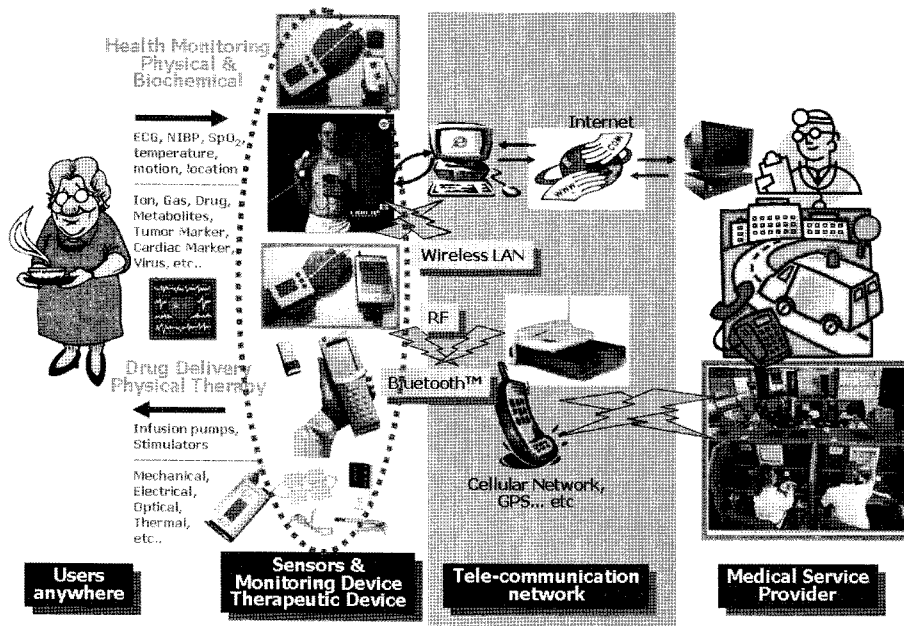 Health Monitoring
Physical &
Biochemical
ECG, NIBP, SpO₂,
temperature,
motion, location
Ion, Gas, Drug,
Metabolites,
Tumor Marker,
Cardiac Marker,
Virus, etc..
Drug Delivery
Physical Therapy
Infusion pumps,
Stimulators
Mechanical,
Electrical,
Optical,
Thermal,
etc..
Internet
WWW.
.COM
Wireless LAN
RF
Bluetooth™
Cellular Network,
GPS... etc
Users
anywhere
Sensors &
Monitoring Device
Therapeutic Device
Tele-communication
network
Medical Service
Provider